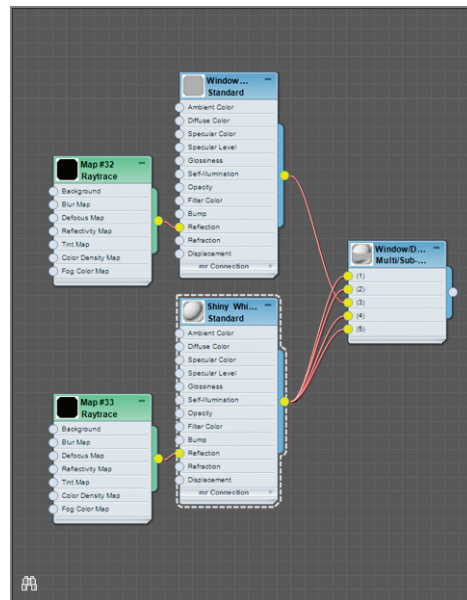 Window...
Standard
Ambient Color
Diffuse Color
Specular Color
Specular Level
Glossiness
Self-Illumination
Opacity
Filter Color
Bump
Reflection
Refraction
Displacement
mr Connection +
Map #32
Raytrace
Background
Blur Map
Defocus Map
Reflectivity Map
Tint Map
Color Density Map
Fog Color Map
Window/D...
Multi/Sub-...
(1)
(2)
(3)
(4)
(5)
Shiny Whi...
Standard
Ambient Color
Diffuse Color
Specular Color
Specular Level
Glossiness
Self-Illumination
Opacity
Filter Color
Bump
Reflection
Refraction
Displacement
mr Connection +
Map #33
Raytrace
Background
Blur Map
Defocus Map
Reflectivity Map
Tint Map
Color Density Map
Fog Color Map